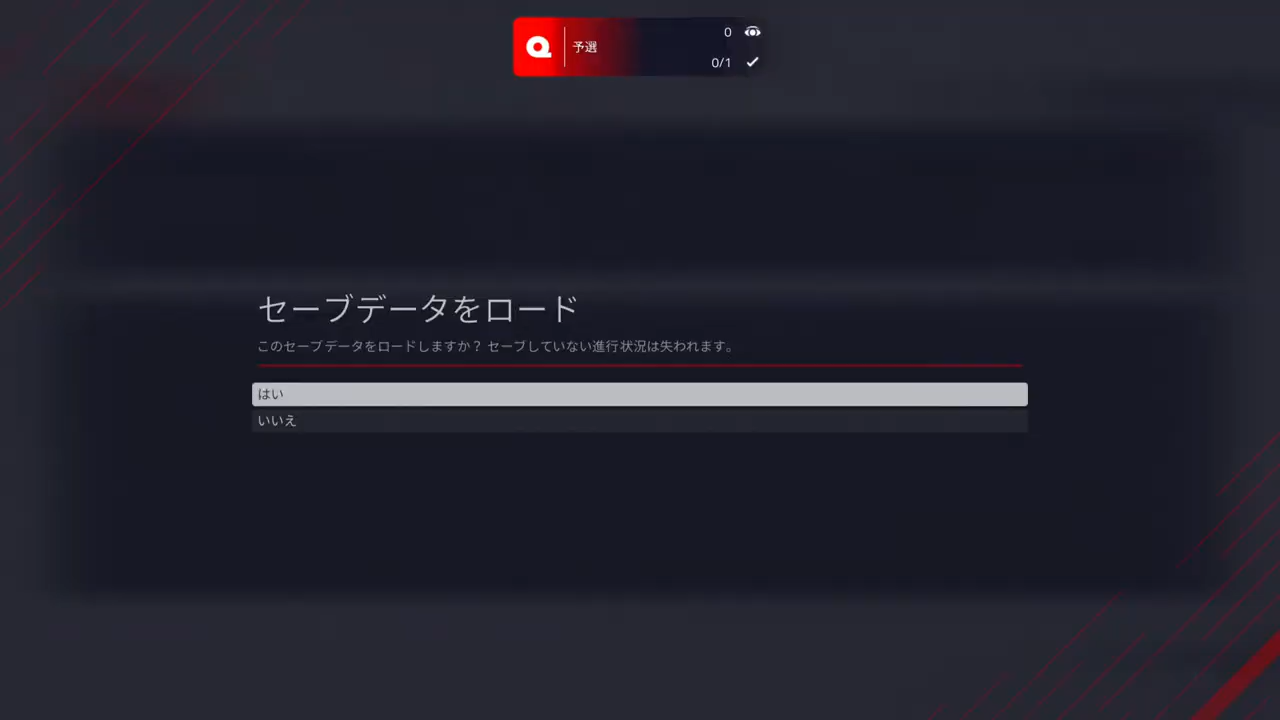 予選
0
0/1
セーブデータをロード
このセーブデータをロードしますか？ セーブしていない進行状況は失われます。
はい
いいえ